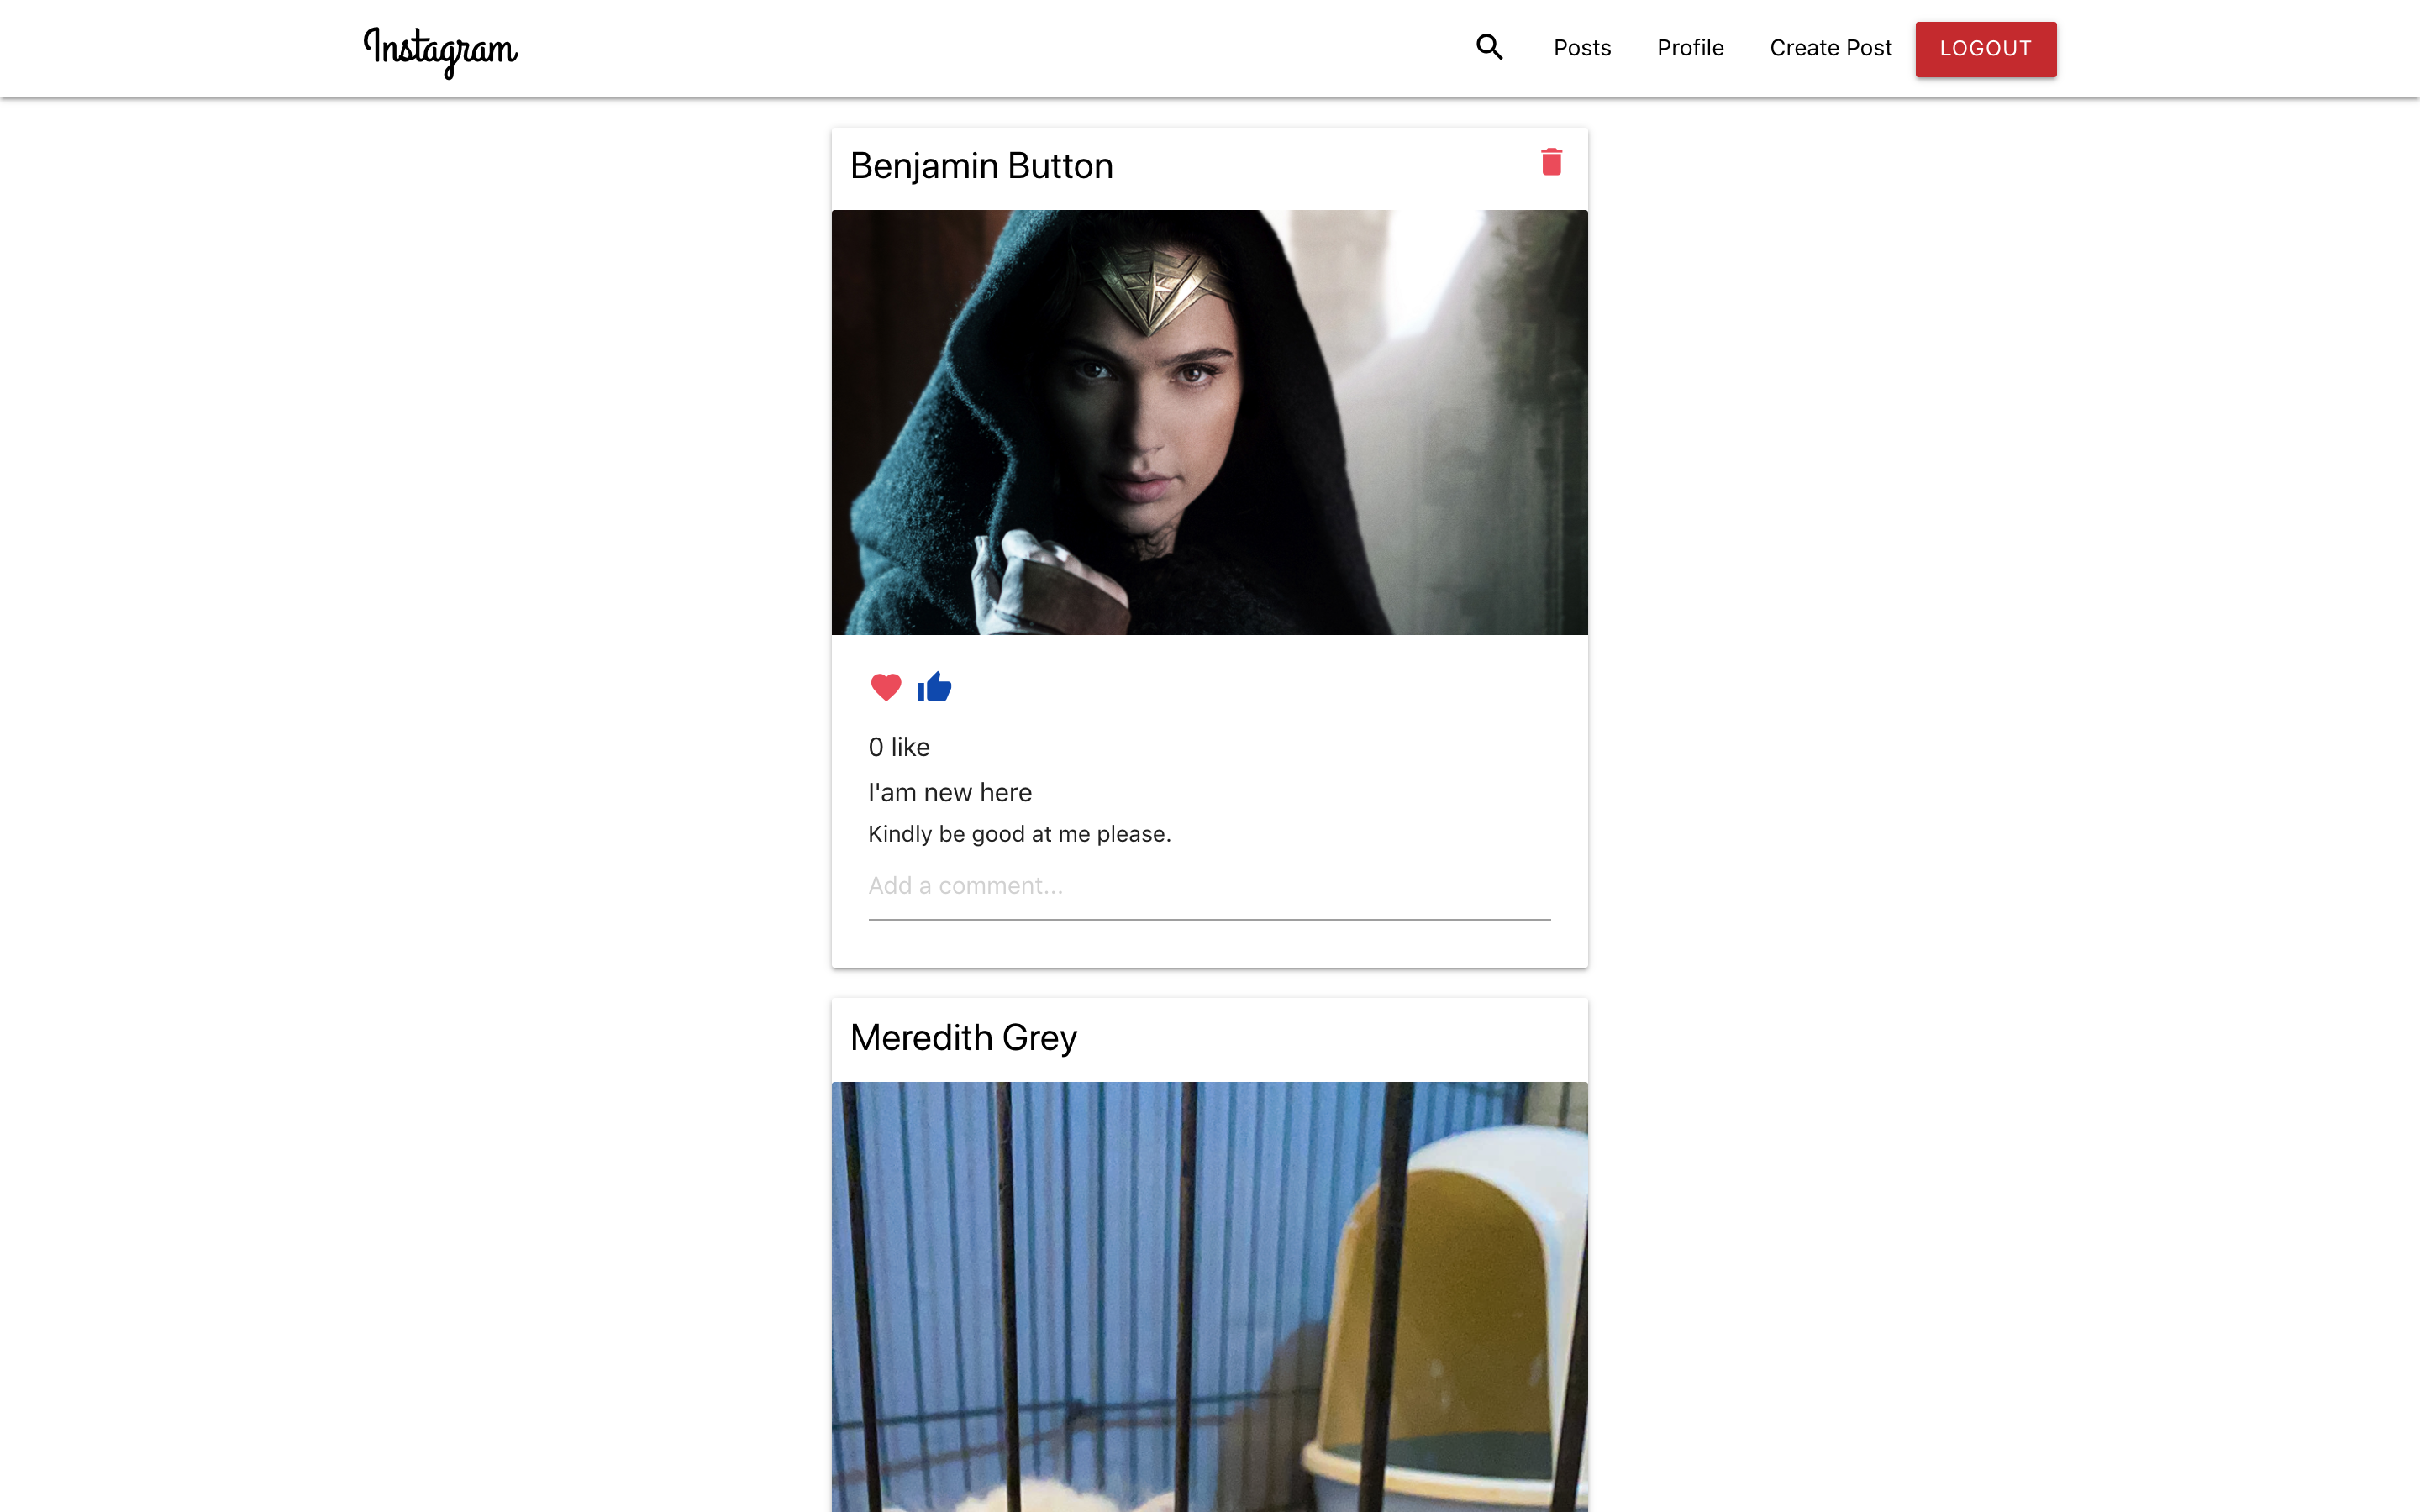 Instagram
Posts Profile Create Post LOGOUT
Benjamin Button
0 like
I'am new here
Kindly be good at me please.
Add a comment...
Meredith Grey